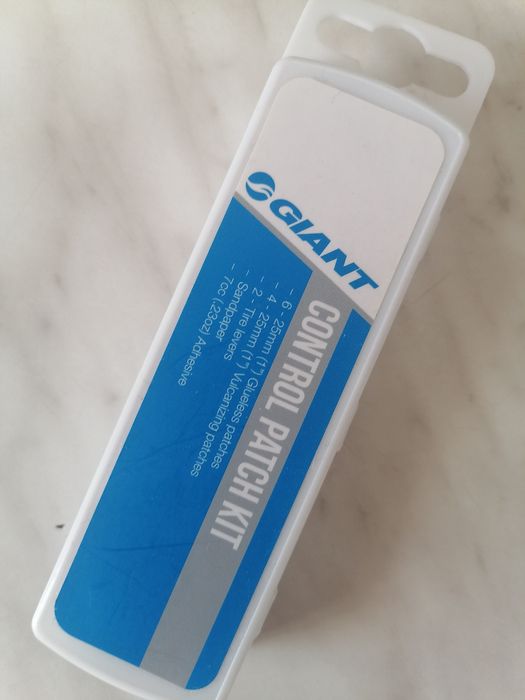 GIANT
CONTROL PATCH KIT
- 6 - 25mm (1") Glueless patches
- 4 - 25mm (1") Vulcanizing patches
- 2 - Tire levers
- Sandpaper
- 7cc (.23oz) Adhesive